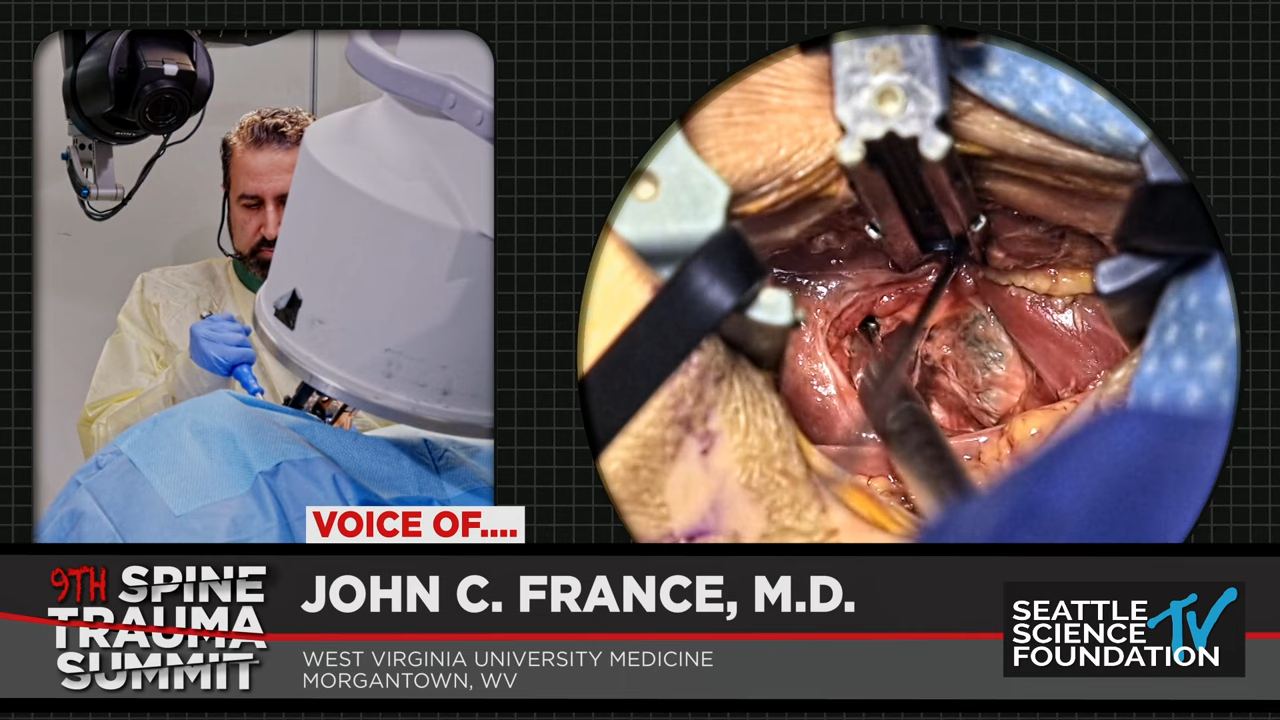 VOICE OF....
9TH SPINE
TRAUMA
SUMMIT
JOHN C. FRANCE, M.D.
WEST VIRGINIA UNIVERSITY MEDICINE
MORGANTOWN, WV
SEATTLE
SCIENCE TV
FOUNDATION